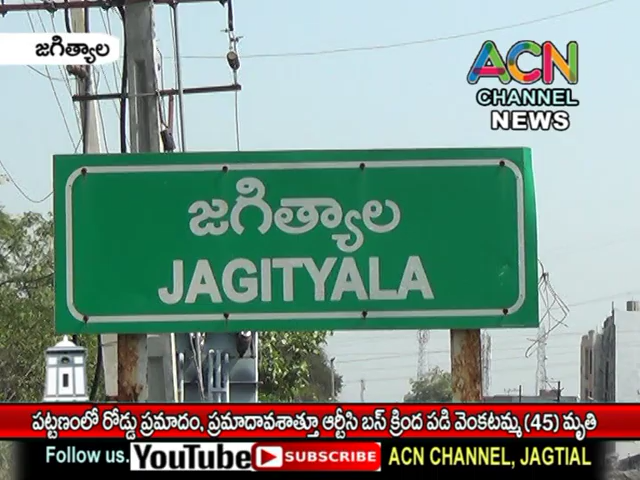 జగిత్యాల
ACN
CHANNEL
NEWS
జగిత్యాల
JAGITYALA
పట్టణంలో రోడ్డు ప్రమాదం, ప్రమాదావశాత్తూ ఆర్టీసి బస్ క్రింద పడి వెంకటమ్మ (45) మృతి
Follow us. YouTube SUBSCRIBE ACN CHANNEL, JAGTIAL